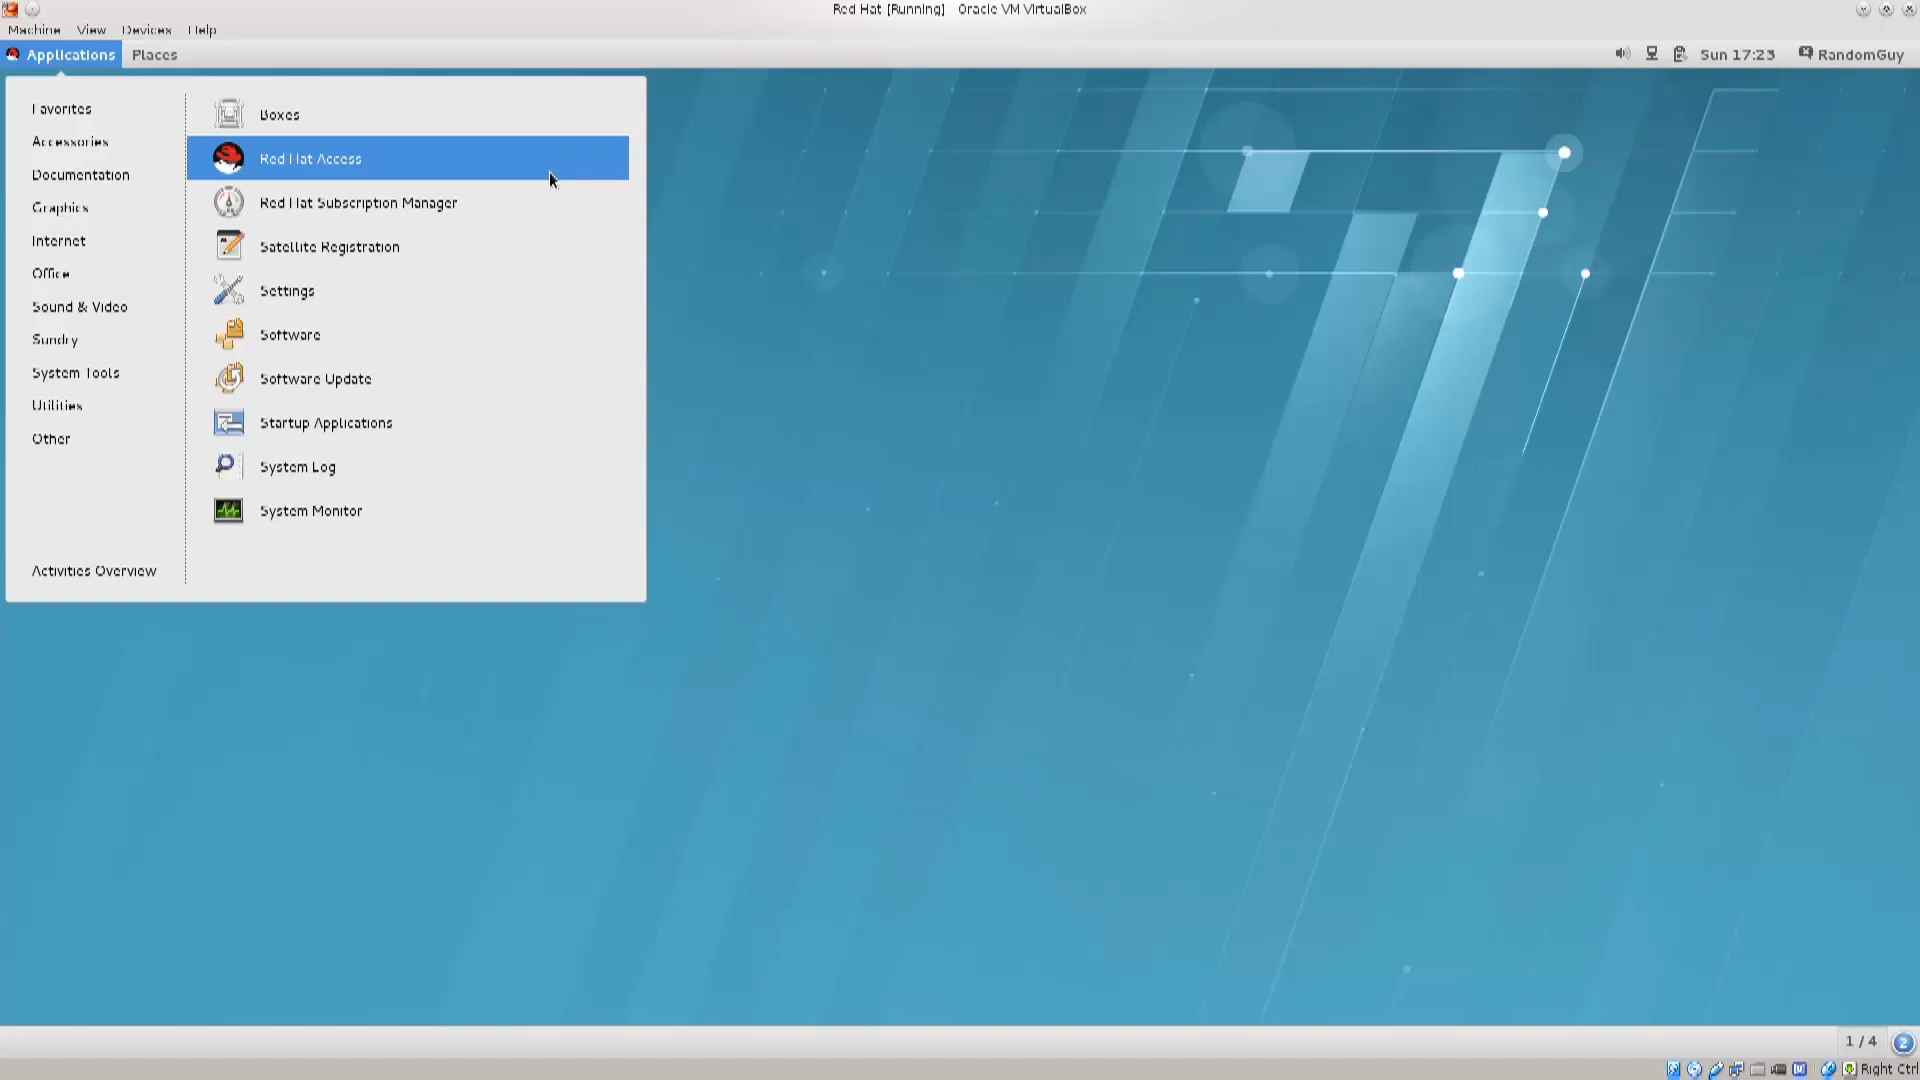 Red Hat [Running] Oracle VM VirtualBox
Machine View Devices Help
Applications Places
Sun 17:23 RandomGuy
Favorites
Accessories
Documentation
Graphics
Internet
Office
Sound & Video
Sundry
System Tools
Utilities
Other
Activities Overview
Boxes
Red Hat Access
Red Hat Subscription Manager
Satellite Registration
Settings
Software
Software Update
Startup Applications
System Log
System Monitor
1 / 4 2
Right Ctrl